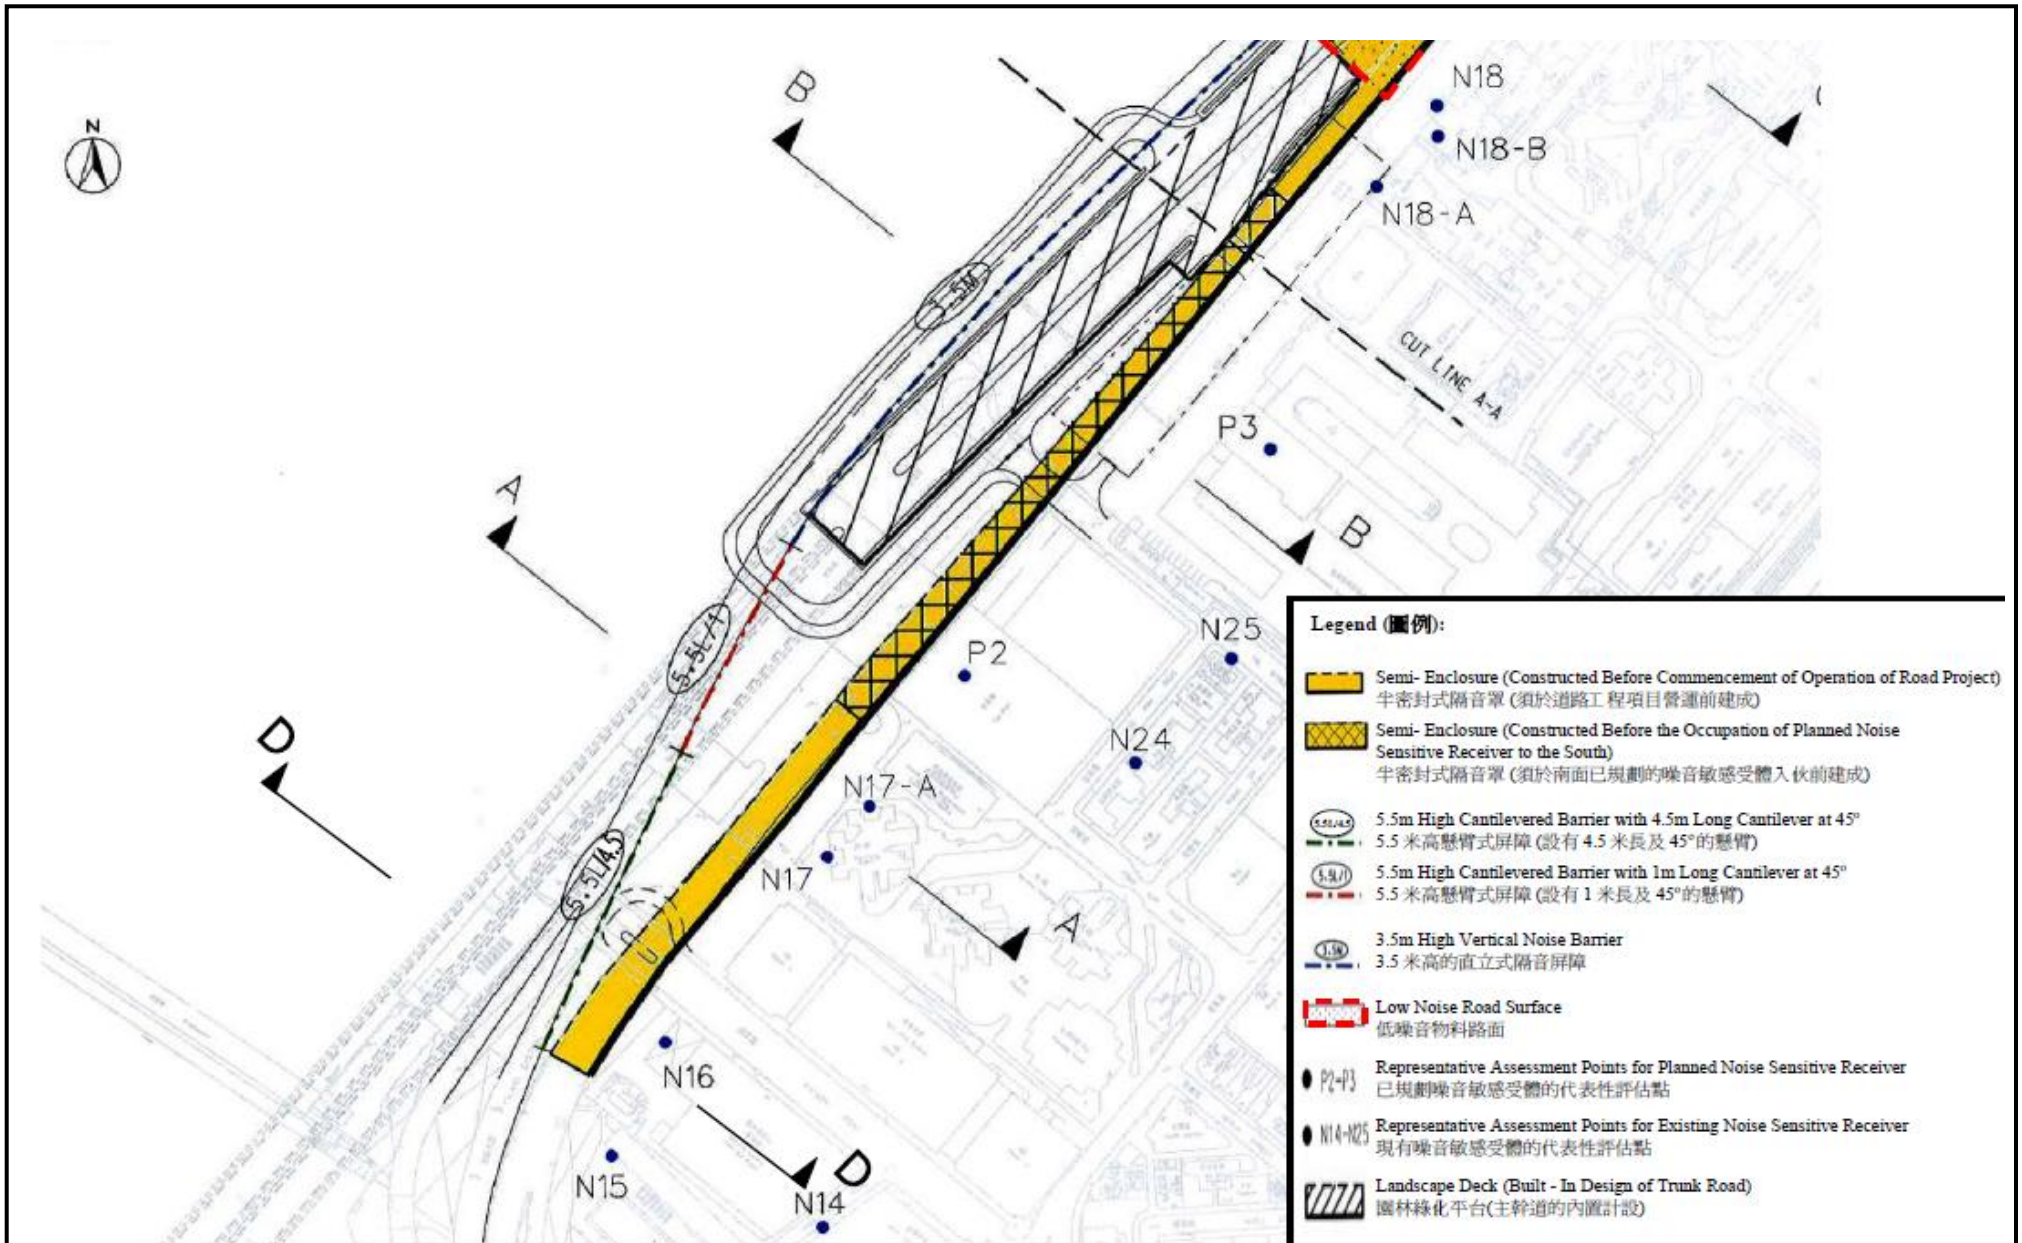 N
B
N18
N18-B
N18-A
3.5M
CUT LINE A-A
P3
A
B
5.5L/1
N25
P2
D
N24
N17-A
5.5L/4.5
N17
A
N16
N15
D
N14
Legend (圖例):
Semi- Enclosure (Constructed Before Commencement of Operation of Road Project)
半密封式隔音罩 (須於道路工程項目營運前建成)
Semi- Enclosure (Constructed Before the Occupation of Planned Noise
Sensitive Receiver to the South)
半密封式隔音罩 (須於南面已規劃的噪音敏感受體入伙前建成)
5.5L/4.5
5.5m High Cantilevered Barrier with 4.5m Long Cantilever at 45°
5.5 米高懸臂式屏障 (設有 4.5 米長及 45°的懸臂)
5.5L/1
5.5m High Cantilevered Barrier with 1m Long Cantilever at 45°
5.5 米高懸臂式屏障 (設有 1 米長及 45°的懸臂)
3.5M
3.5m High Vertical Noise Barrier
3.5 米高的直立式隔音屏障
Low Noise Road Surface
低噪音物料路面
P2-P3
Representative Assessment Points for Planned Noise Sensitive Receiver
已規劃噪音敏感受體的代表性評估點
N14-N25
Representative Assessment Points for Existing Noise Sensitive Receiver
現有噪音敏感受體的代表性評估點
Landscape Deck (Built - In Design of Trunk Road)
園林綠化平台(主幹道的內置計設)